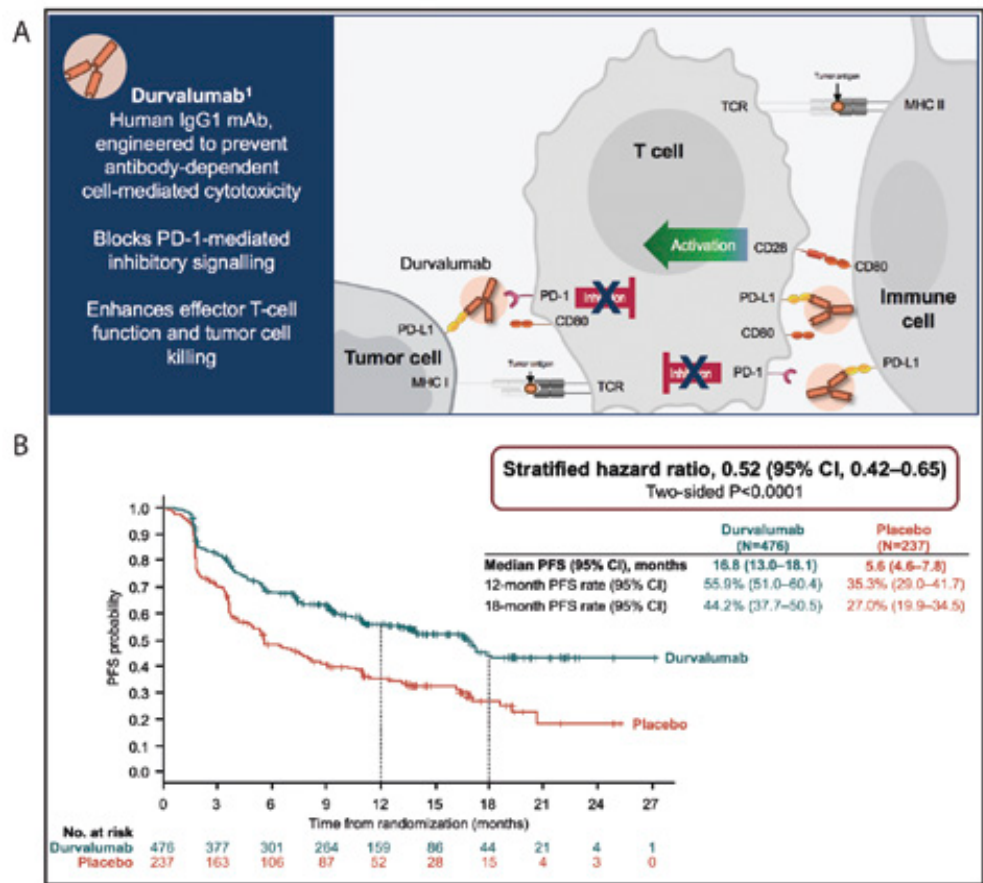 A
Durvalumab¹
Human IgG1 mAb,
engineered to prevent
antibody-dependent
cell-mediated cytotoxicity
Blocks PD-1-mediated
inhibitory signalling
Enhances effector T-cell
function and tumor cell
killing
Tumor antigen
TCR
MHC II
T cell
Activation
CD28
CD80
Durvalumab
PD-1
Inhibition
PD-L1
CD80
Immune
cell
PD-L1
CD80
Tumor cell
MHC I
Tumor antigen
TCR
Inhibition
PD-1
PD-L1
B
Stratified hazard ratio, 0.52 (95% CI, 0.42–0.65)
Two-sided P<0.0001
Durvalumab Placebo
(N=476) (N=237)
Median PFS (95% CI), months 16.8 (13.0–18.1) 5.6 (4.6–7.8)
12-month PFS rate (95% CI) 55.9% (51.0–60.4) 35.3% (29.0–41.7)
18-month PFS rate (95% CI) 44.2% (37.7–50.5) 27.0% (19.9–34.5)
PFS probability
1.0
0.9
0.8
0.7
0.6
0.5
0.4
0.3
0.2
0.1
0.0
Durvalumab
Placebo
0 3 6 9 12 15 18 21 24 27
Time from randomization (months)
No. at risk
Durvalumab 476 377 301 264 159 86 44 21 4 1
Placebo 237 163 106 87 52 28 15 4 3 0